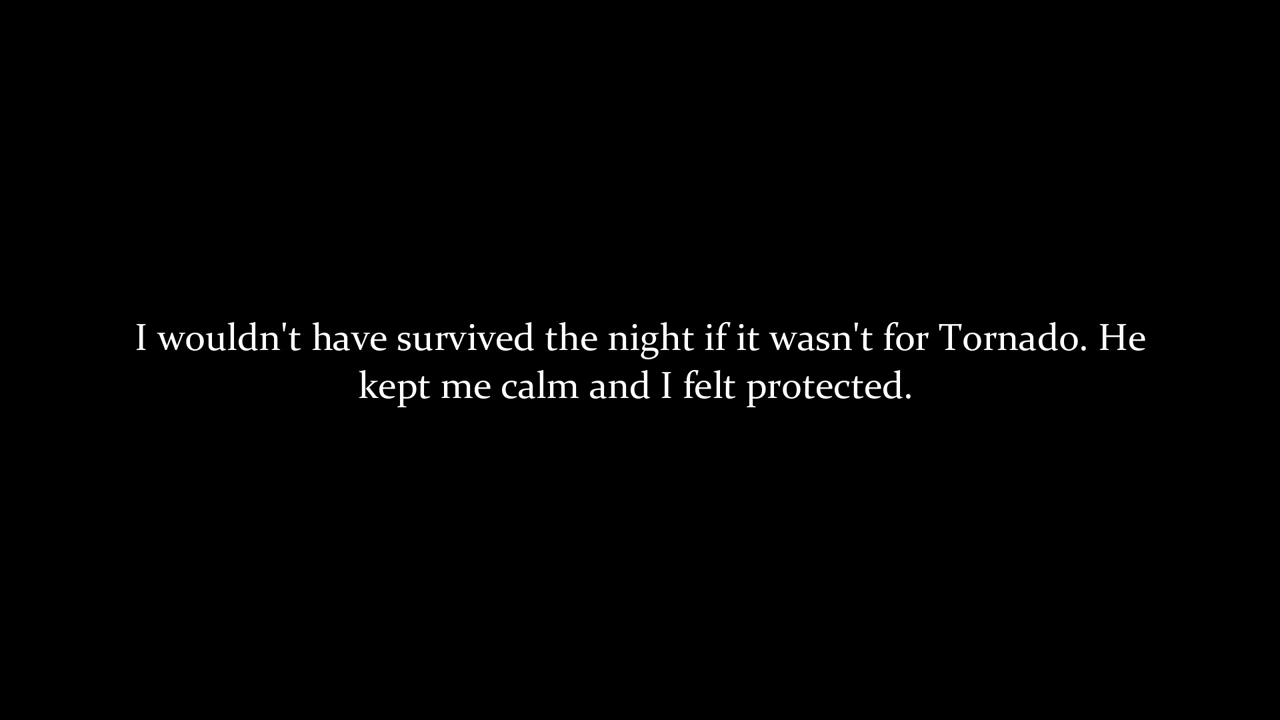 I wouldn't have survived the night if it wasn't for Tornado. He
kept me calm and I felt protected.